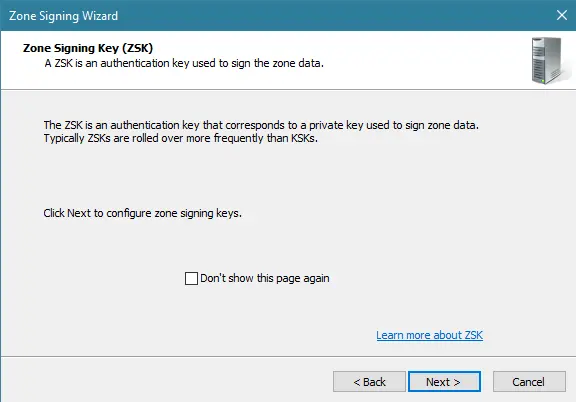 Zone Signing Wizard
Zone Signing Key (ZSK)
A ZSK is an authentication key used to sign the zone data.
The ZSK is an authentication key that corresponds to a private key used to sign zone data.
Typically ZSKs are rolled over more frequently than KSKs.
Click Next to configure zone signing keys.
Don't show this page again
Learn more about ZSK
< Back
Next >
Cancel